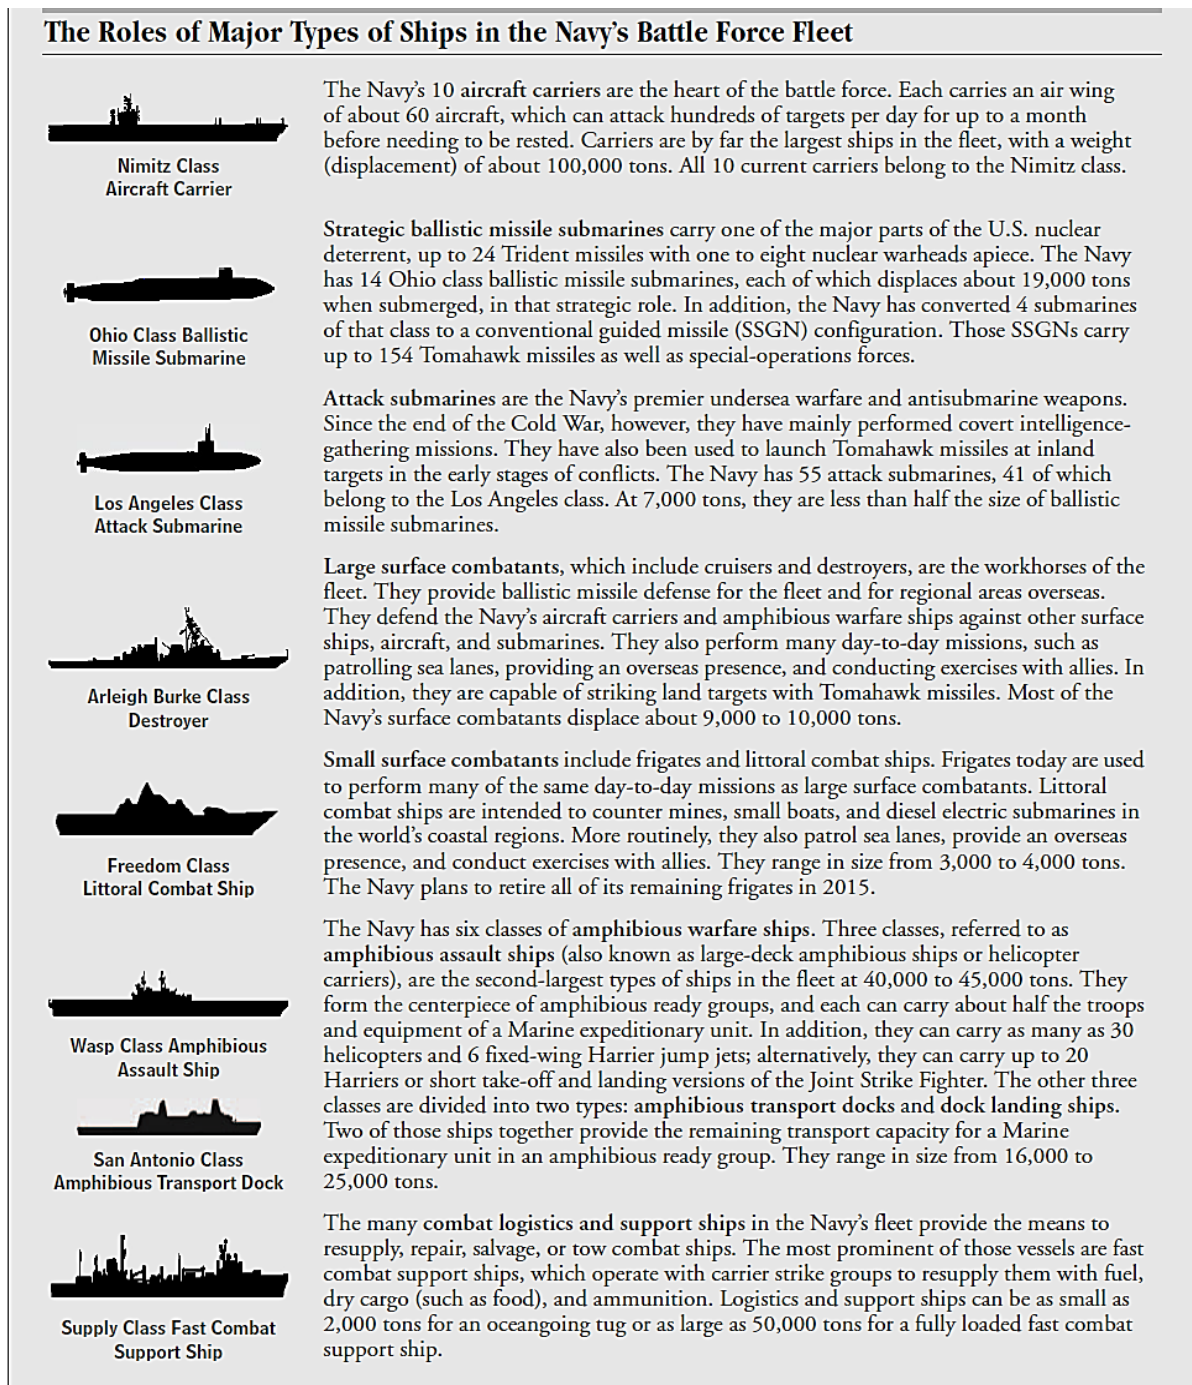 The Roles of Major Types of Ships in the Navy's Battle Force Fleet
Nimitz Class
Aircraft Carrier
The Navy's 10 aircraft carriers are the heart of the battle force. Each carries an air wing
of about 60 aircraft, which can attack hundreds of targets per day for up to a month
before needing to be rested. Carriers are by far the largest ships in the fleet, with a weight
(displacement) of about 100,000 tons. All 10 current carriers belong to the Nimitz class.
Ohio Class Ballistic
Missile Submarine
Strategic ballistic missile submarines carry one of the major parts of the U.S. nuclear
deterrent, up to 24 Trident missiles with one to eight nuclear warheads apiece. The Navy
has 14 Ohio class ballistic missile submarines, each of which displaces about 19,000 tons
when submerged, in that strategic role. In addition, the Navy has converted 4 submarines
of that class to a conventional guided missile (SSGN) configuration. Those SSGNs carry
up to 154 Tomahawk missiles as well as special-operations forces.
Los Angeles Class
Attack Submarine
Attack submarines are the Navy's premier undersea warfare and antisubmarine weapons.
Since the end of the Cold War, however, they have mainly performed covert intelligence-
gathering missions. They have also been used to launch Tomahawk missiles at inland
targets in the early stages of conflicts. The Navy has 55 attack submarines, 41 of which
belong to the Los Angeles class. At 7,000 tons, they are less than half the size of ballistic
missile submarines.
Arleigh Burke Class
Destroyer
Large surface combatants, which include cruisers and destroyers, are the workhorses of the
fleet. They provide ballistic missile defense for the fleet and for regional areas overseas.
They defend the Navy's aircraft carriers and amphibious warfare ships against other surface
ships, aircraft, and submarines. They also perform many day-to-day missions, such as
patrolling sea lanes, providing an overseas presence, and conducting exercises with allies. In
addition, they are capable of striking land targets with Tomahawk missiles. Most of the
Navy's surface combatants displace about 9,000 to 10,000 tons.
Freedom Class
Littoral Combat Ship
Small surface combatants include frigates and littoral combat ships. Frigates today are used
to perform many of the same day-to-day missions as large surface combatants. Littoral
combat ships are intended to counter mines, small boats, and diesel electric submarines in
the world's coastal regions. More routinely, they also patrol sea lanes, provide an overseas
presence, and conduct exercises with allies. They range in size from 3,000 to 4,000 tons.
The Navy plans to retire all of its remaining frigates in 2015.
Wasp Class Amphibious
Assault Ship
San Antonio Class
Amphibious Transport Dock
The Navy has six classes of amphibious warfare ships. Three classes, referred to as
amphibious assault ships (also known as large-deck amphibious ships or helicopter
carriers), are the second-largest types of ships in the fleet at 40,000 to 45,000 tons. They
form the centerpiece of amphibious ready groups, and each can carry about half the troops
and equipment of a Marine expeditionary unit. In addition, they can carry as many as 30
helicopters and 6 fixed-wing Harrier jump jets; alternatively, they can carry up to 20
Harriers or short take-off and landing versions of the Joint Strike Fighter. The other three
classes are divided into two types: amphibious transport docks and dock landing ships.
Two of those ships together provide the remaining transport capacity for a Marine
expeditionary unit in an amphibious ready group. They range in size from 16,000 to
25,000 tons.
Supply Class Fast Combat
Support Ship
The many combat logistics and support ships in the Navy's fleet provide the means to
resupply, repair, salvage, or tow combat ships. The most prominent of those vessels are fast
combat support ships, which operate with carrier strike groups to resupply them with fuel,
dry cargo (such as food), and ammunition. Logistics and support ships can be as small as
2,000 tons for an oceangoing tug or as large as 50,000 tons for a fully loaded fast combat
support ship.